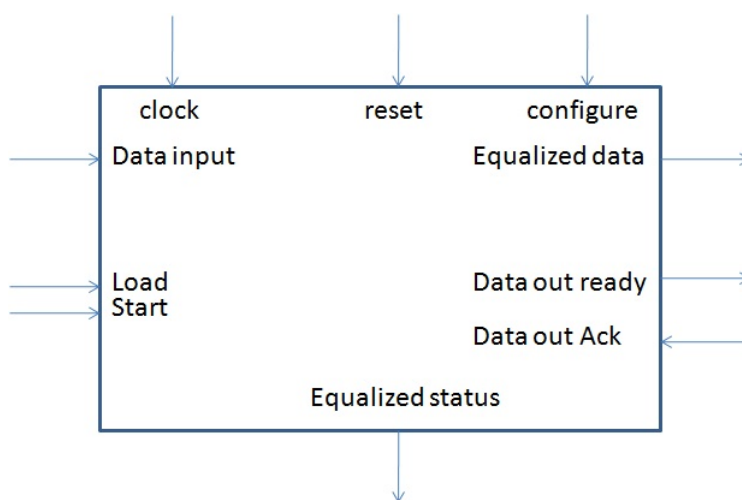 clock reset configure
Data input Equalized data
Load Data out ready
Start
Data out Ack
Equalized status